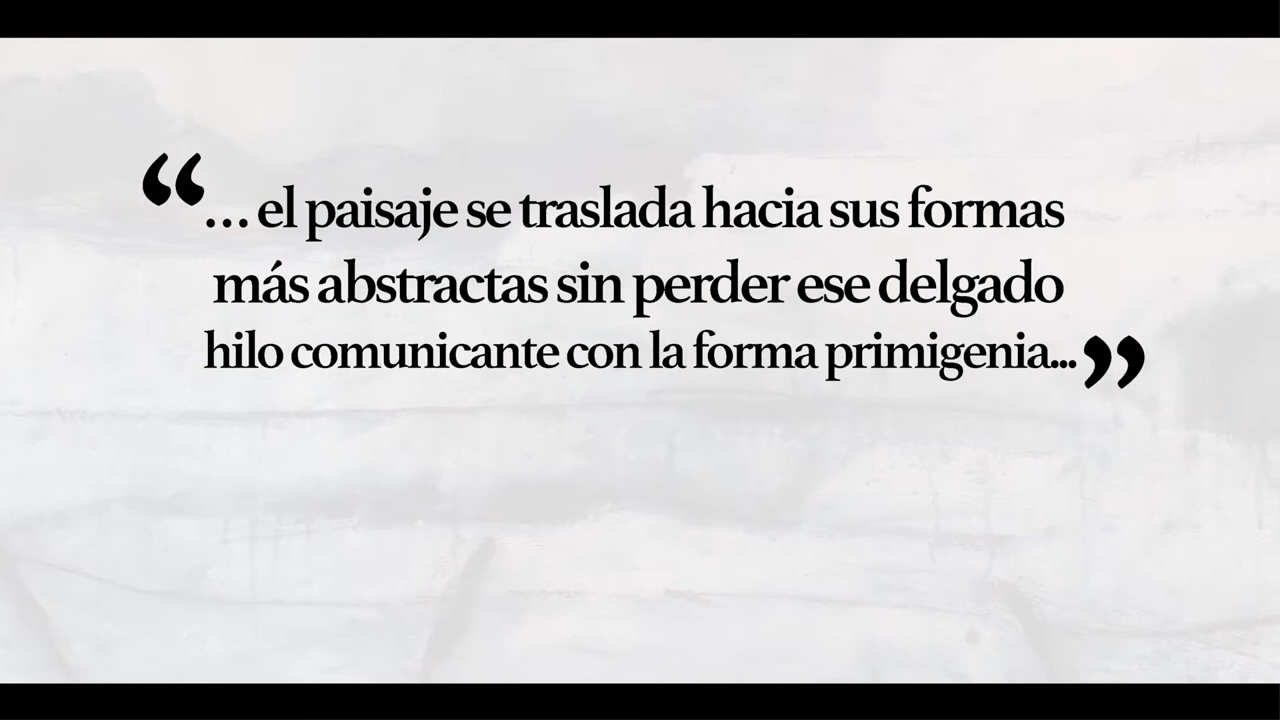 “… el paisaje se traslada hacia sus formas
más abstractas sin perder ese delgado
hilo comunicante con la forma primigenia...”